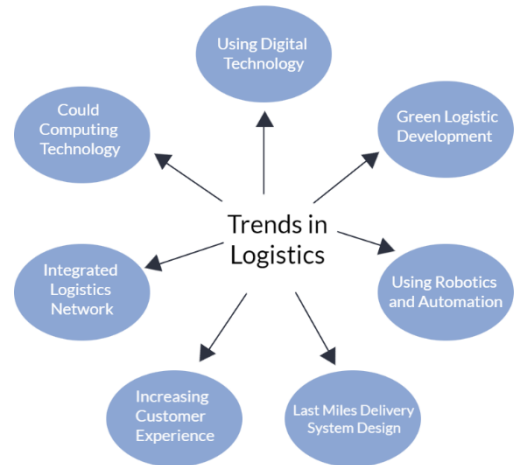 Using Digital
Technology
Could
Computing
Technology
Green Logistic
Development
Trends in
Logistics
Integrated
Logistics
Network
Using Robotics
and Automation
Increasing
Customer
Experience
Last Miles Delivery
System Design